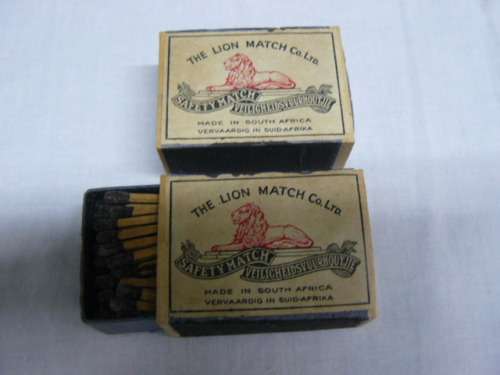 THE LION MATCH Co. LTD.
SAFETY MATCH VEILIGHEIDSVUURHOUTJIE
MADE IN SOUTH AFRICA
VERVAARDIG IN SUID-AFRIKA
THE LION MATCH Co. LTD.
SAFETY MATCH VEILIGHEIDSVUURHOUTJIE
MADE IN SOUTH AFRICA
VERVAARDIG IN SUID-AFRIKA